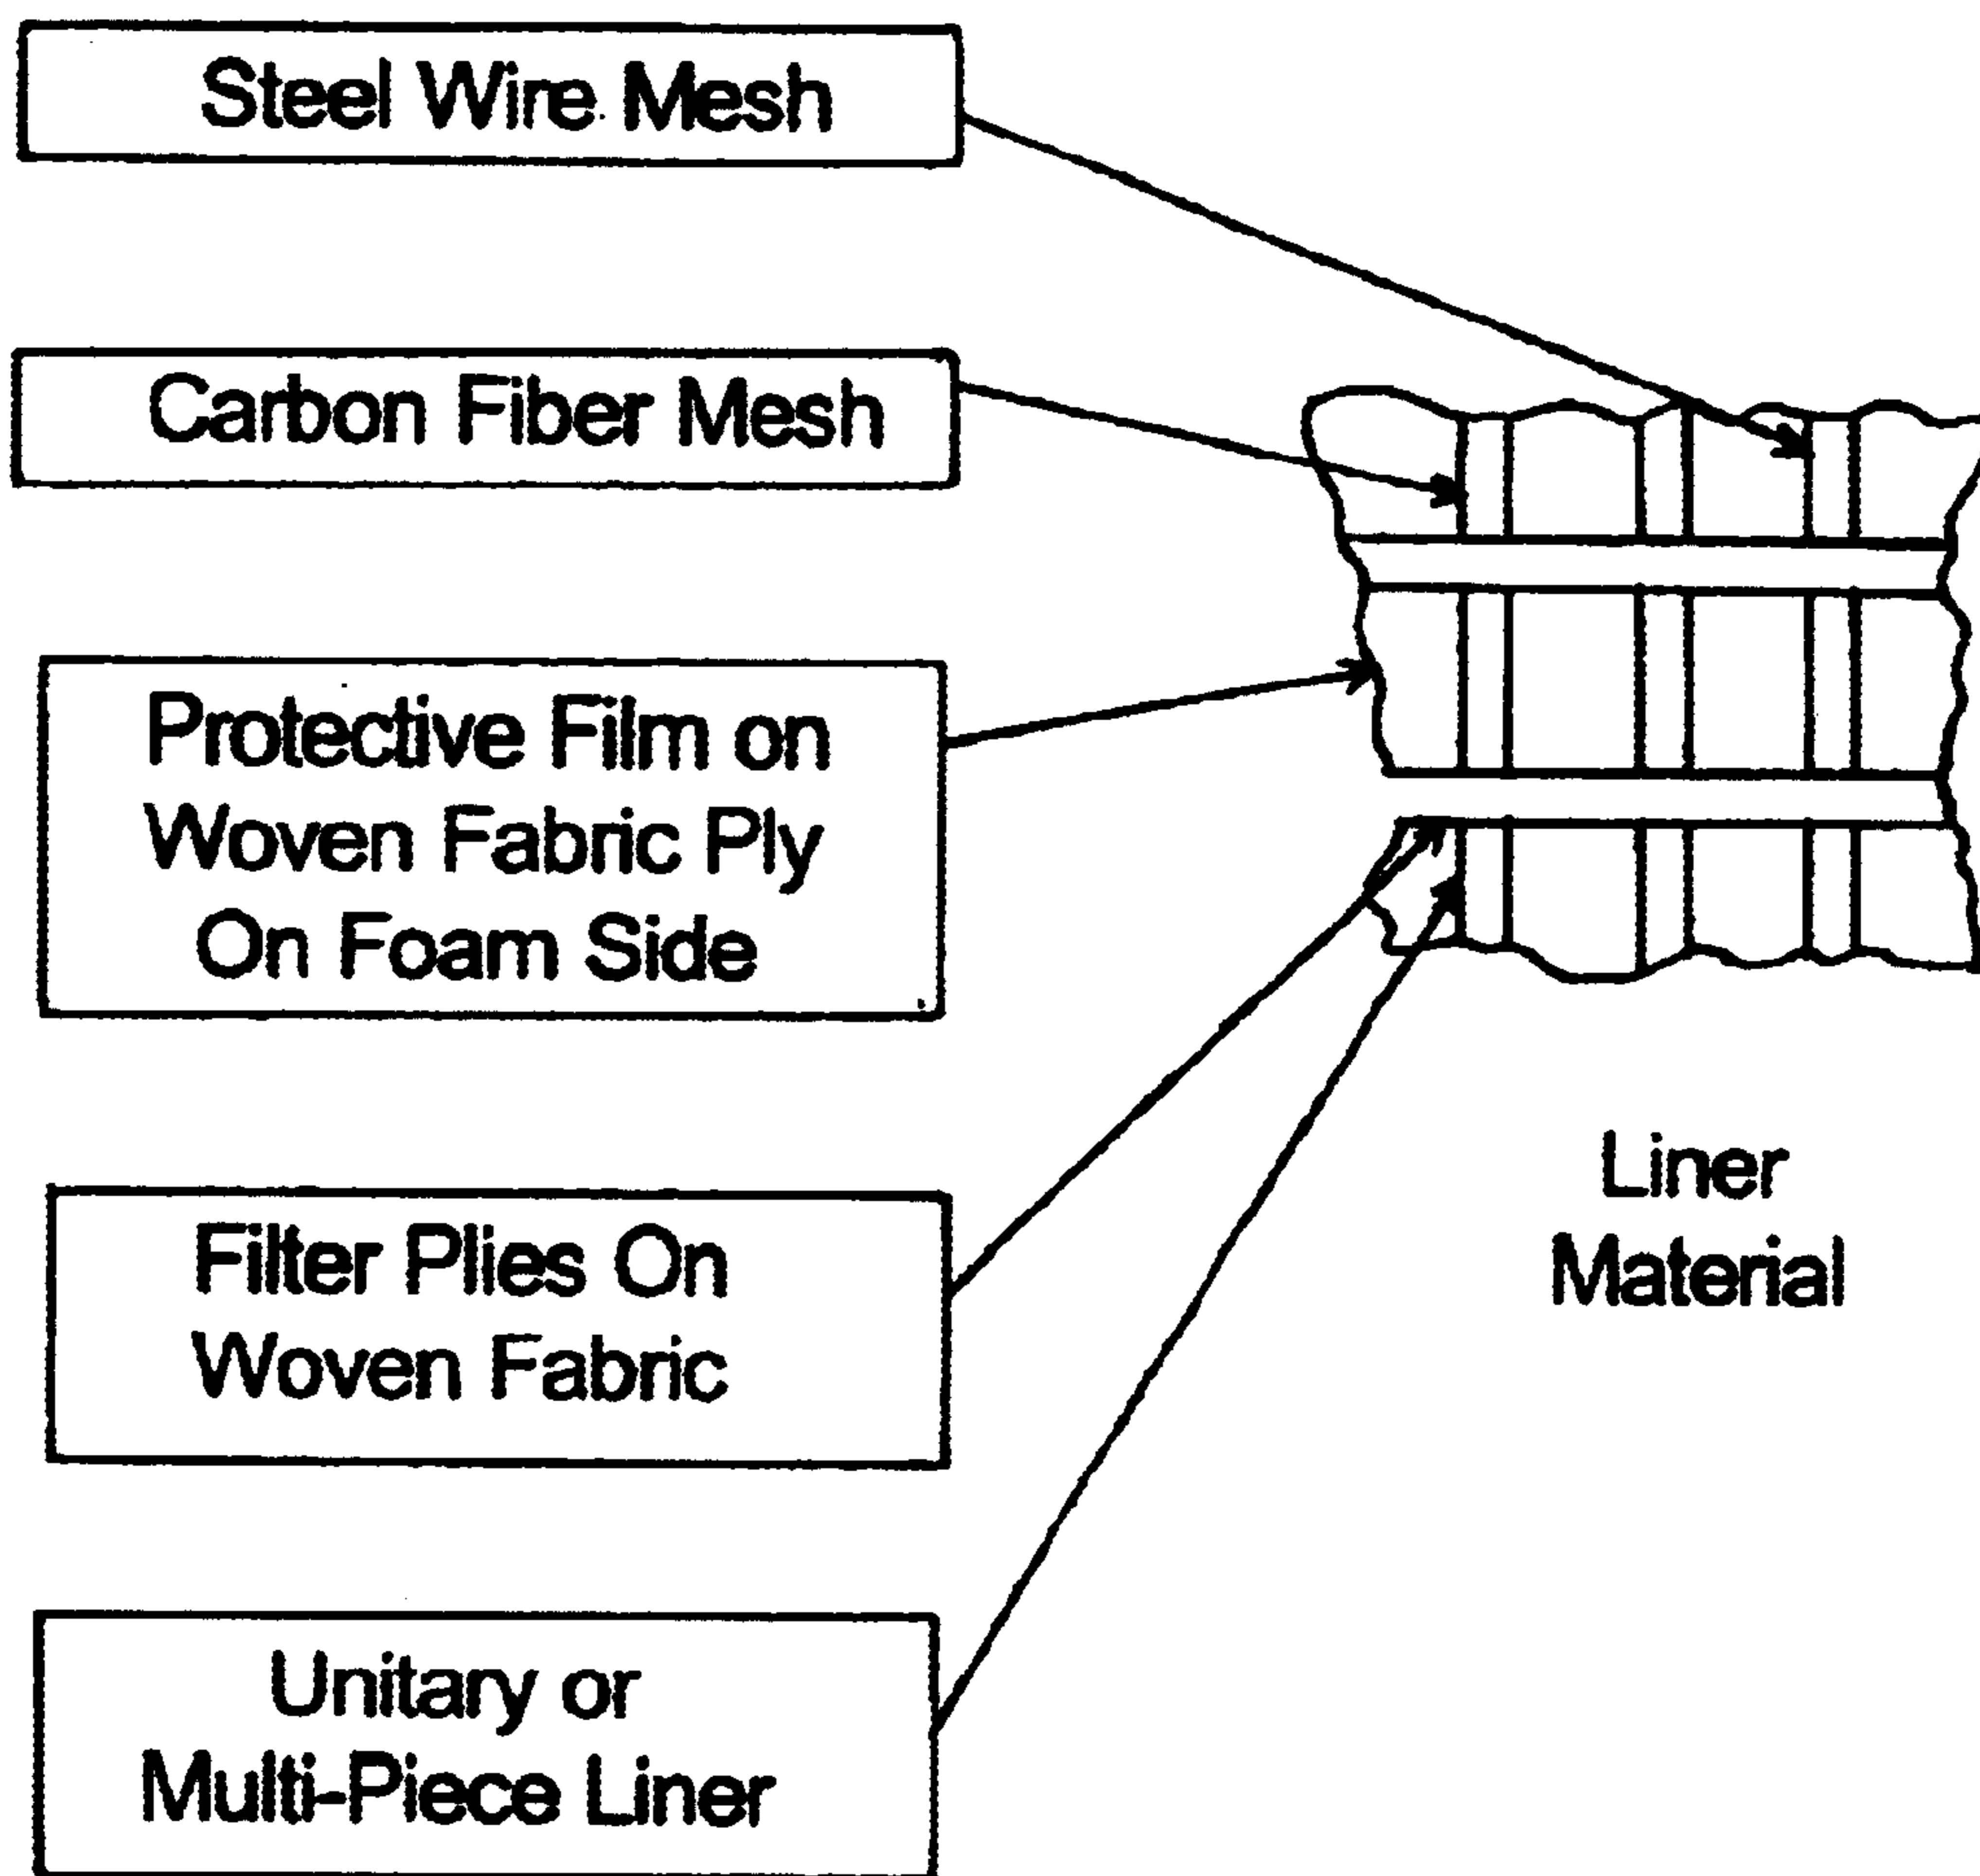 Steel Wire Mesh
Carbon Fiber Mesh
Protective Film on
Woven Fabric Ply
On Foam Side
Filter Plies On
Woven Fabric
Unitary or
Multi-Piece Liner
Liner
Material